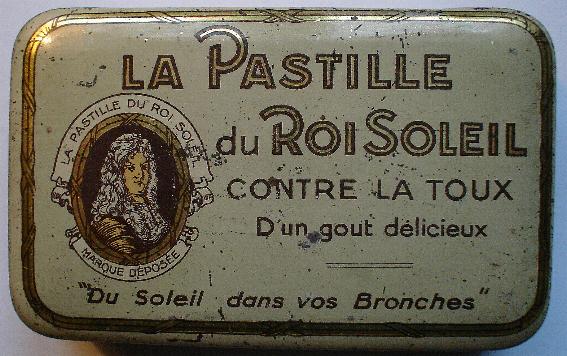 LA PASTILLE
du ROI SOLEIL
LA PASTILLE DU ROI SOLEIL
MARQUE DÉPOSÉE
CONTRE LA TOUX
D'un gout délicieux
"Du Soleil dans vos Bronches"